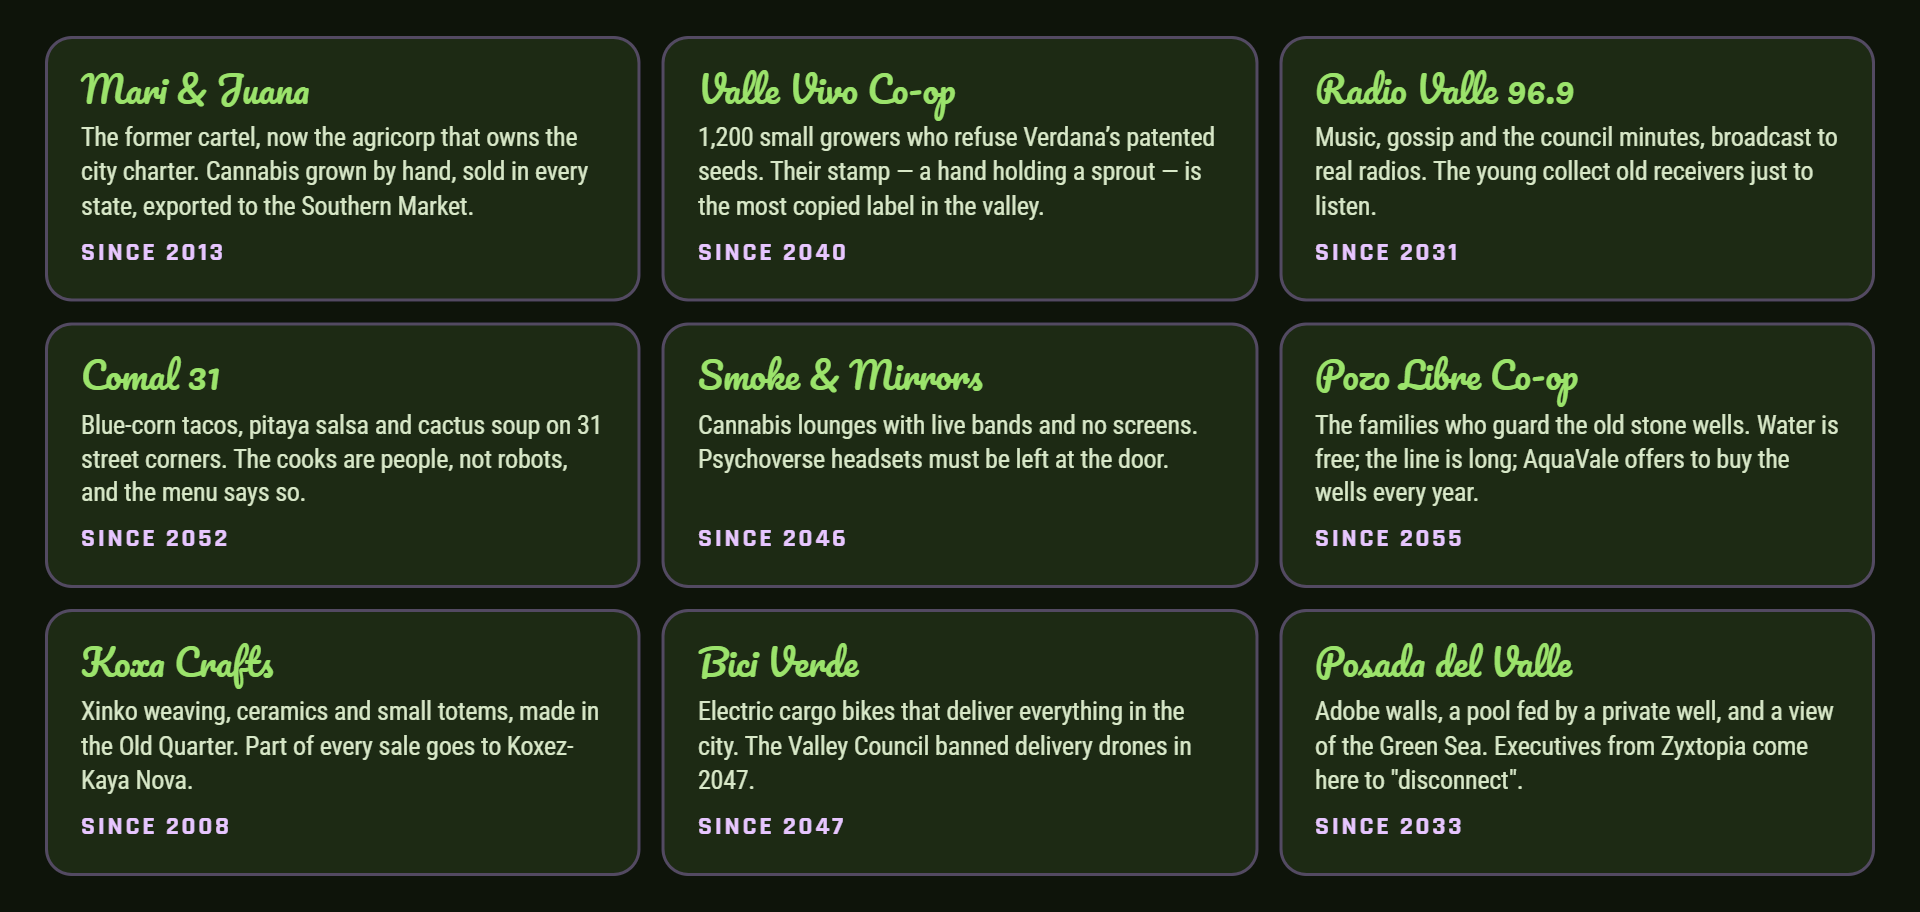 Mari & Juana
The former cartel, now the agricorp that owns the
city charter. Cannabis grown by hand, sold in every
state, exported to the Southern Market.
SINCE 2013
Valle Vivo Co-op
1,200 small growers who refuse Verdana’s patented
seeds. Their stamp — a hand holding a sprout — is
the most copied label in the valley.
SINCE 2040
Radio Valle 96.9
Music, gossip and the council minutes, broadcast to
real radios. The young collect old receivers just to
listen.
SINCE 2031
Comal 31
Blue-corn tacos, pitaya salsa and cactus soup on 31
street corners. The cooks are people, not robots,
and the menu says so.
SINCE 2052
Smoke & Mirrors
Cannabis lounges with live bands and no screens.
Psychoverse headsets must be left at the door.
SINCE 2046
Pozo Libre Co-op
The families who guard the old stone wells. Water is
free; the line is long; AquaVale offers to buy the
wells every year.
SINCE 2055
Koxa Crafts
Xinko weaving, ceramics and small totems, made in
the Old Quarter. Part of every sale goes to Koxez-
Kaya Nova.
SINCE 2008
Bici Verde
Electric cargo bikes that deliver everything in the
city. The Valley Council banned delivery drones in
2047.
SINCE 2047
Posada del Valle
Adobe walls, a pool fed by a private well, and a view
of the Green Sea. Executives from Zyxtopia come
here to "disconnect".
SINCE 2033